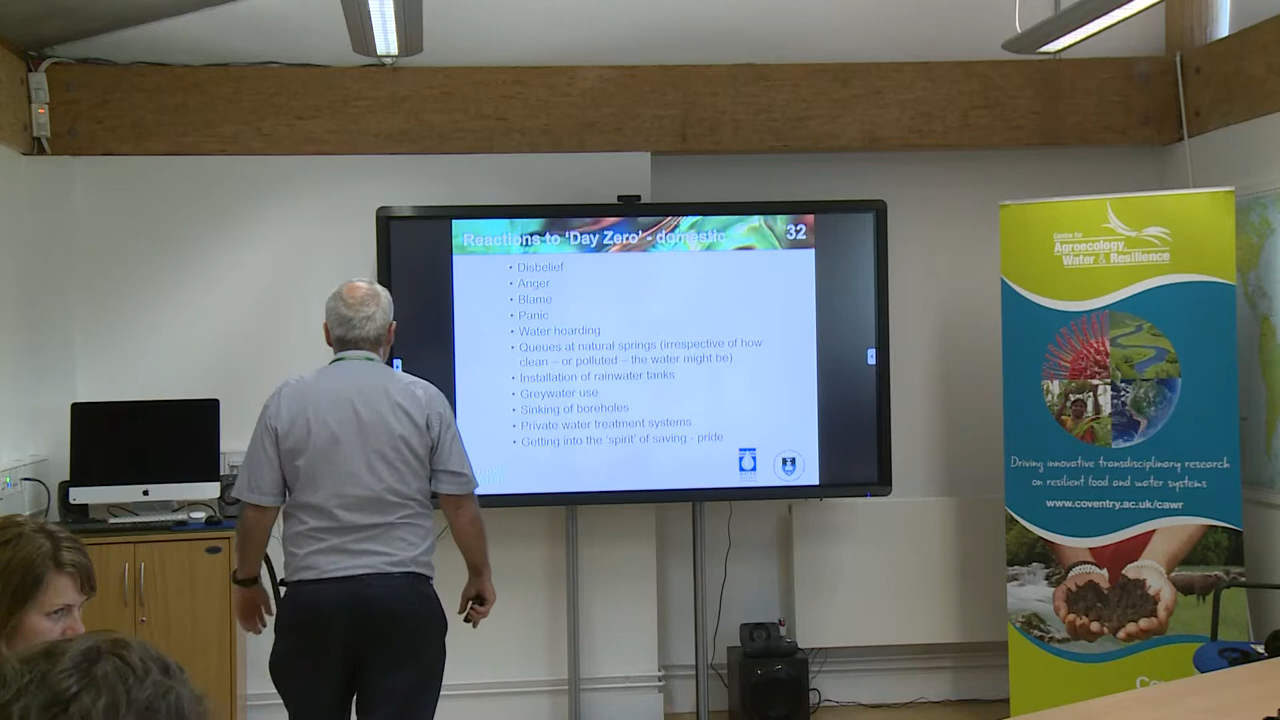 Reactions to 'Day Zero' - domestic
32
• Disbelief
• Anger
• Blame
• Panic
• Water hoarding
• Queues at natural springs (irrespective of how
clean – or polluted – the water might be)
• Installation of rainwater tanks
• Greywater use
• Sinking of boreholes
• Private water treatment systems
• Getting into the 'spirit' of saving - pride
Centre for
Agroecology,
Water & Resilience
Driving innovative transdisciplinary research
on resilient food and water systems
www.coventry.ac.uk/cawr